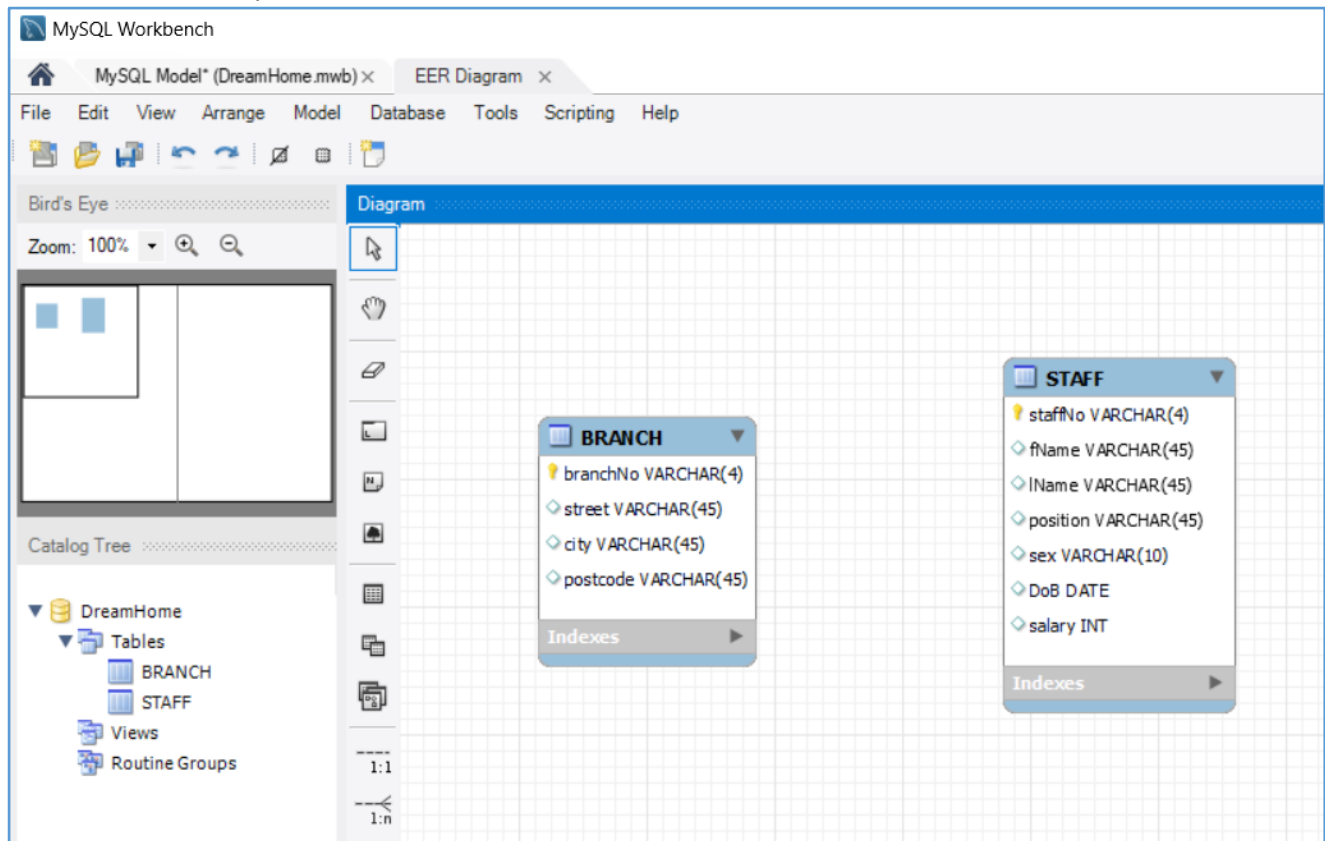 MySQL Workbench
MySQL Model* (DreamHome.mwb) × EER Diagram ×
File Edit View Arrange Model Database Tools Scripting Help
Bird's Eye
Zoom: 100%
Diagram
BRANCH
branchNo VARCHAR(4)
street VARCHAR(45)
city VARCHAR(45)
postcode VARCHAR(45)
Indexes
STAFF
staffNo VARCHAR(4)
fName VARCHAR(45)
lName VARCHAR(45)
position VARCHAR(45)
sex VARCHAR(10)
DoB DATE
salary INT
Indexes
Catalog Tree
DreamHome
Tables
BRANCH
STAFF
Views
Routine Groups
1:1
1:n